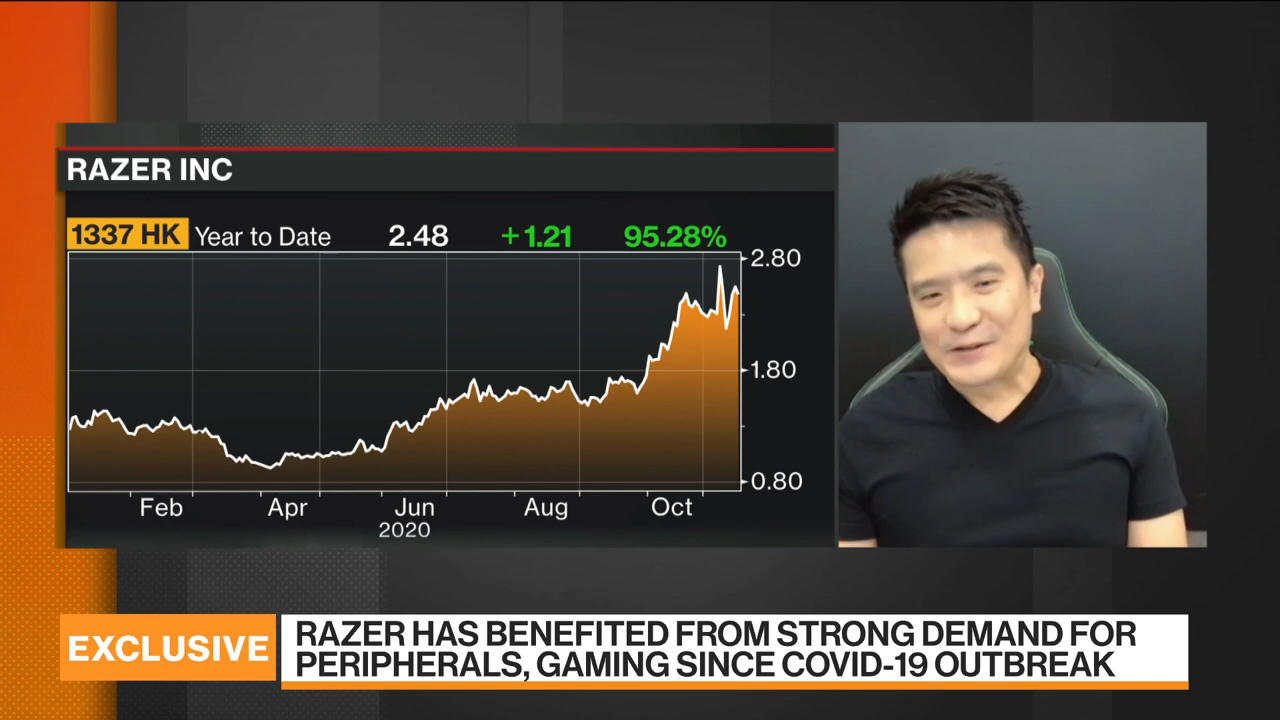 RAZER INC
1337 HK Year to Date 2.48 +1.21 95.28%
2.80
1.80
0.80
Feb Apr Jun Aug Oct
2020
EXCLUSIVE
RAZER HAS BENEFITED FROM STRONG DEMAND FOR
PERIPHERALS, GAMING SINCE COVID-19 OUTBREAK